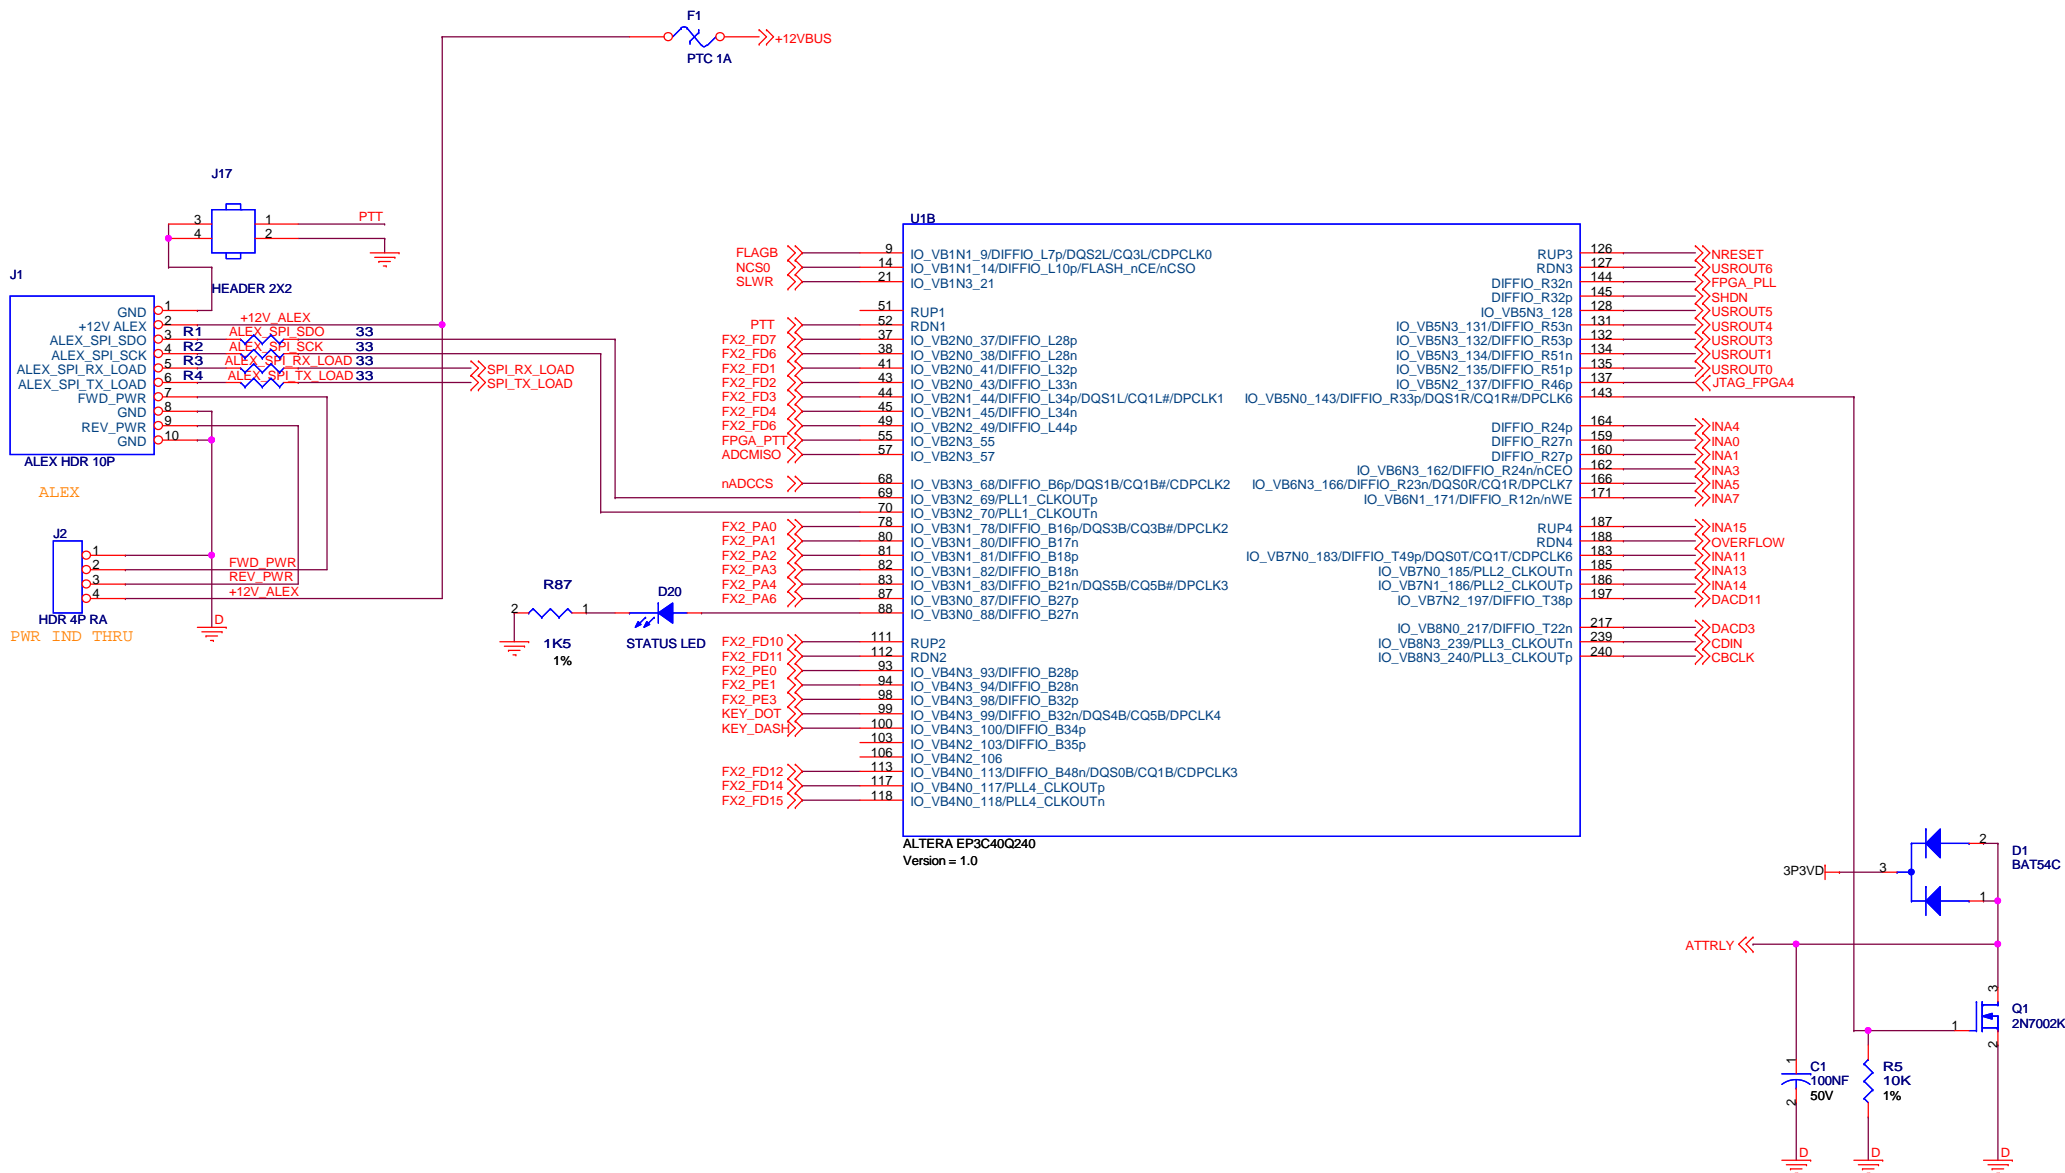 F1
+12VBUS
PTC 1A
J17
3
1
PTT
4
2
HEADER 2X2
J1
GND
1
+12V ALEX
2
+12V_ALEX
ALEX_SPI_SDO
3
R1
ALEX_SPI_SDO
33
ALEX_SPI_SCK
4
R2
ALEX_SPI_SCK
33
ALEX_SPI_RX_LOAD
5
R3
ALEX_SPI_RX_LOAD
33
SPI_RX_LOAD
ALEX_SPI_TX_LOAD
6
R4
ALEX_SPI_TX_LOAD
33
SPI_TX_LOAD
FWD_PWR
7
GND
8
REV_PWR
9
GND
10
ALEX HDR 10P
ALEX
J2
1
2
FWD_PWR
3
REV_PWR
4
+12V_ALEX
HDR 4P RA
D
PWR IND THRU
R87
2
1
1K5
1%
D20
STATUS LED
U1B
FLAGB 9 IO_VB1N1_9/DIFFIO_L7p/DQS2L/CQ3L/CDPCLK0
NCS0 14 IO_VB1N1_14/DIFFIO_L10p/FLASH_nCE/nCSO
SLWR 21 IO_VB1N3_21
51 RUP1
PTT 52 RDN1
FX2_FD7 37 IO_VB2N0_37/DIFFIO_L28p
FX2_FD6 38 IO_VB2N0_38/DIFFIO_L28n
FX2_FD1 41 IO_VB2N0_41/DIFFIO_L32p
FX2_FD2 43 IO_VB2N0_43/DIFFIO_L33n
FX2_FD3 44 IO_VB2N1_44/DIFFIO_L34p/DQS1L/CQ1L#/DPCLK1
FX2_FD4 45 IO_VB2N1_45/DIFFIO_L34n
FX2_FD6 49 IO_VB2N2_49/DIFFIO_L44p
FPGA_PTT 55 IO_VB2N3_55
ADCMISO 57 IO_VB2N3_57
nADCCS 68 IO_VB3N3_68/DIFFIO_B6p/DQS1B/CQ1B#/CDPCLK2
69 IO_VB3N2_69/PLL1_CLKOUTp
70 IO_VB3N2_70/PLL1_CLKOUTn
FX2_PA0 78 IO_VB3N1_78/DIFFIO_B16p/DQS3B/CQ3B#/DPCLK2
FX2_PA1 80 IO_VB3N1_80/DIFFIO_B17n
FX2_PA2 81 IO_VB3N1_81/DIFFIO_B18p
FX2_PA3 82 IO_VB3N1_82/DIFFIO_B18n
FX2_PA4 83 IO_VB3N1_83/DIFFIO_B21n/DQS5B/CQ5B#/DPCLK3
FX2_PA6 87 IO_VB3N0_87/DIFFIO_B27p
88 IO_VB3N0_88/DIFFIO_B27n
FX2_FD10 111 RUP2
FX2_FD11 112 RDN2
FX2_PE0 93 IO_VB4N3_93/DIFFIO_B28p
FX2_PE1 94 IO_VB4N3_94/DIFFIO_B28n
FX2_PE3 98 IO_VB4N3_98/DIFFIO_B32p
KEY_DOT 99 IO_VB4N3_99/DIFFIO_B32n/DQS4B/CQ5B/DPCLK4
KEY_DASH 100 IO_VB4N3_100/DIFFIO_B34p
103 IO_VB4N2_103/DIFFIO_B35p
106 IO_VB4N2_106
FX2_FD12 113 IO_VB4N0_113/DIFFIO_B48n/DQS0B/CQ1B/CDPCLK3
FX2_FD14 117 IO_VB4N0_117/PLL4_CLKOUTp
FX2_FD15 118 IO_VB4N0_118/PLL4_CLKOUTn
RUP3 126 NRESET
RDN3 127 USROUT6
DIFFIO_R32n 144 FPGA_PLL
DIFFIO_R32p 145 SHDN
IO_VB5N3_128 128 USROUT5
IO_VB5N3_131/DIFFIO_R53n 131 USROUT4
IO_VB5N3_132/DIFFIO_R53p 132 USROUT3
IO_VB5N3_134/DIFFIO_R51n 134 USROUT1
IO_VB5N2_135/DIFFIO_R51p 135 USROUT0
IO_VB5N2_137/DIFFIO_R46p 137 JTAG_FPGA4
IO_VB5N0_143/DIFFIO_R33p/DQS1R/CQ1R#/DPCLK6 143
DIFFIO_R24p 164 INA4
DIFFIO_R27n 159 INA0
DIFFIO_R27p 160 INA1
IO_VB6N3_162/DIFFIO_R24n/nCEO 162 INA3
IO_VB6N3_166/DIFFIO_R23n/DQS0R/CQ1R/DPCLK7 166 INA5
IO_VB6N1_171/DIFFIO_R12n/nWE 171 INA7
RUP4 187 INA15
RDN4 188 OVERFLOW
IO_VB7N0_183/DIFFIO_T49p/DQS0T/CQ1T/CDPCLK6 183 INA11
IO_VB7N0_185/PLL2_CLKOUTn 185 INA13
IO_VB7N1_186/PLL2_CLKOUTp 186 INA14
IO_VB7N2_197/DIFFIO_T38p 197 DACD11
IO_VB8N0_217/DIFFIO_T22n 217 DACD3
IO_VB8N3_239/PLL3_CLKOUTn 239 CDIN
IO_VB8N3_240/PLL3_CLKOUTp 240 CBCLK
ALTERA EP3C40Q240
Version = 1.0
2
D1
BAT54C
3P3VD
3
1
ATTRLY
3
Q1
2N7002K
1
2
1
C1
100NF
50V
2
R5
10K
1%
D
D
D